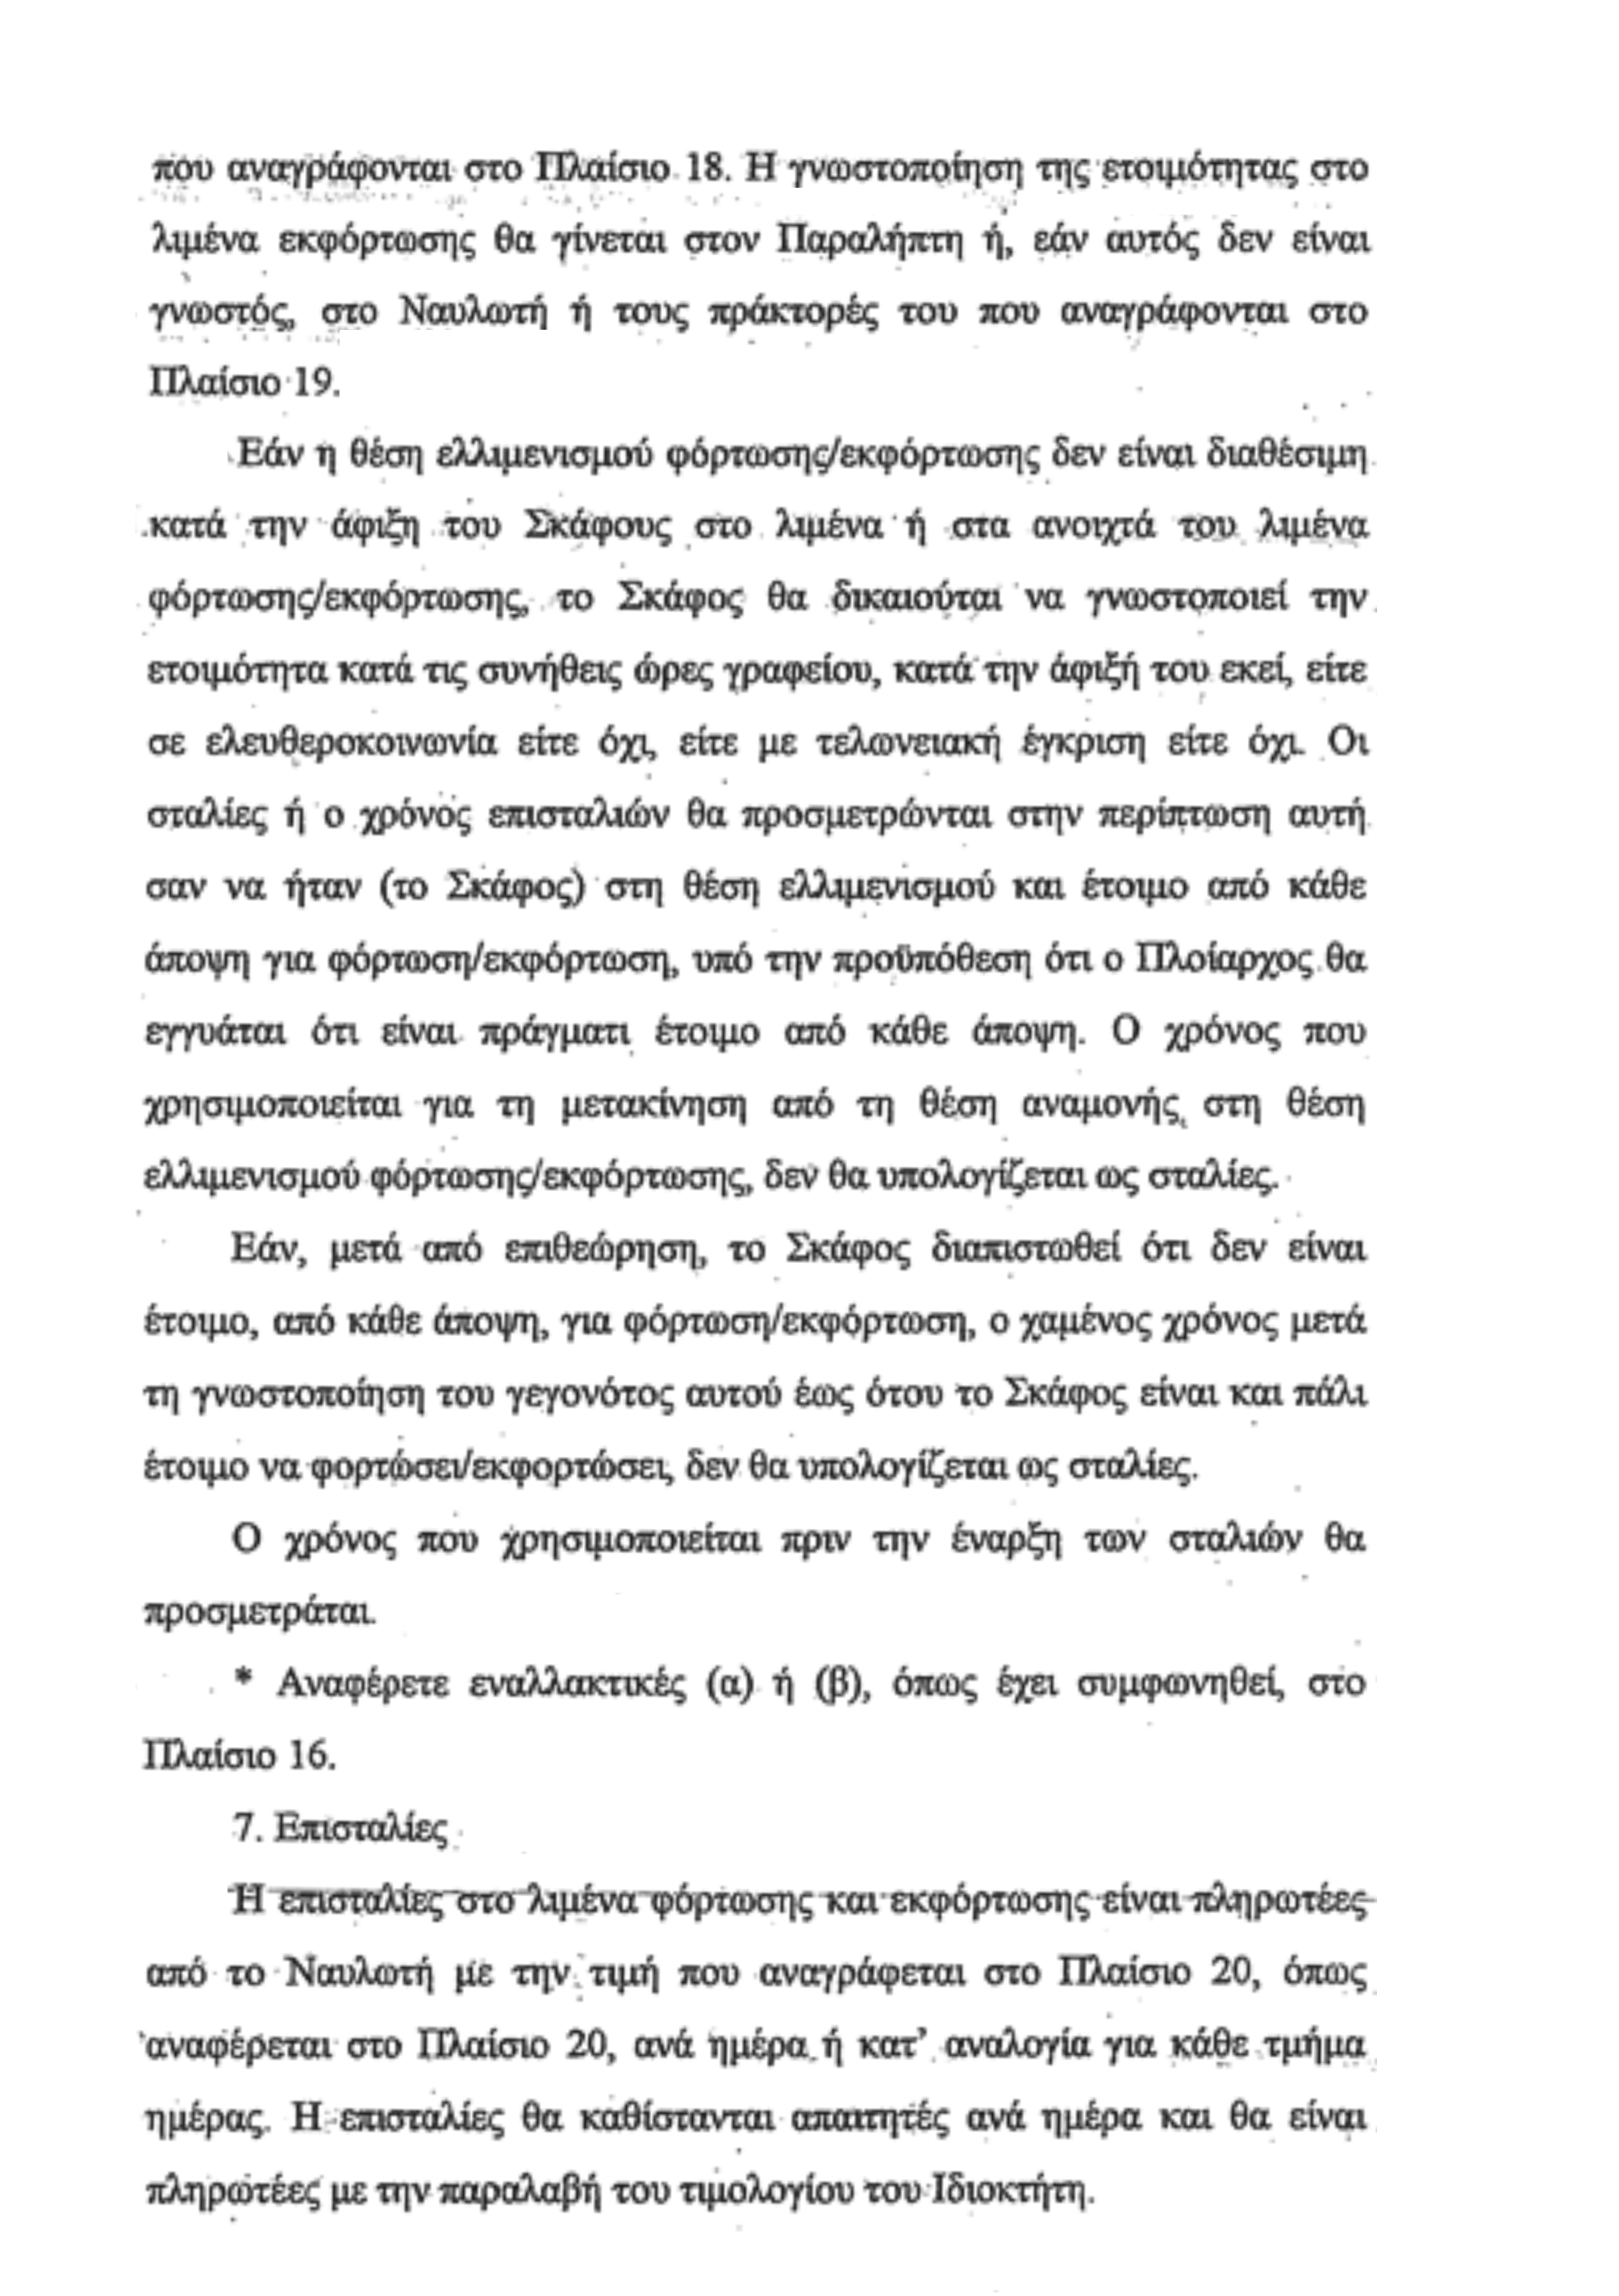 που αναγράφονται στο Πλαίσιο 18. Η γνωστοποίηση της ετοιμότητας στο
λιμένα εκφόρτωσης θα γίνεται στον Παραλήπτη ή, εάν αυτός δεν είναι
γνωστός, στο Ναυλωτή ή τους πράκτορές του που αναγράφονται στο
Πλαίσιο 19.
Εάν η θέση ελλιμενισμού φόρτωσης/εκφόρτωσης δεν είναι διαθέσιμη
κατά την άφιξη του Σκάφους στο λιμένα ή στα ανοιχτά του λιμένα
φόρτωσης/εκφόρτωσης, το Σκάφος θα δικαιούται να γνωστοποιεί την
ετοιμότητα κατά τις συνήθεις ώρες γραφείου, κατά την άφιξή του εκεί, είτε
σε ελευθεροκοινωνία είτε όχι, είτε με τελωνειακή έγκριση είτε όχι. Οι
σταλίες ή ο χρόνος επισταλιών θα προσμετρώνται στην περίπτωση αυτή
σαν να ήταν (το Σκάφος) στη θέση ελλιμενισμού και έτοιμο από κάθε
άποψη για φόρτωση/εκφόρτωση, υπό την προϋπόθεση ότι ο Πλοίαρχος θα
εγγυάται ότι είναι πράγματι έτοιμο από κάθε άποψη. Ο χρόνος που
χρησιμοποιείται για τη μετακίνηση από τη θέση αναμονής στη θέση
ελλιμενισμού φόρτωσης/εκφόρτωσης, δεν θα υπολογίζεται ως σταλίες.
Εάν, μετά από επιθεώρηση, το Σκάφος διαπιστωθεί ότι δεν είναι
έτοιμο, από κάθε άποψη, για φόρτωση/εκφόρτωση, ο χαμένος χρόνος μετά
τη γνωστοποίηση του γεγονότος αυτού έως ότου το Σκάφος είναι και πάλι
έτοιμο να φορτώσει/εκφορτώσει, δεν θα υπολογίζεται ως σταλίες.
Ο χρόνος που χρησιμοποιείται πριν την έναρξη των σταλιών θα
προσμετράται.
* Αναφέρετε εναλλακτικές (α) ή (β), όπως έχει συμφωνηθεί, στο
Πλαίσιο 16.
7. Επισταλίες
Η επισταλίες στο λιμένα φόρτωσης και εκφόρτωσης είναι πληρωτέες
από το Ναυλωτή με την τιμή που αναγράφεται στο Πλαίσιο 20, όπως
αναφέρεται στο Πλαίσιο 20, ανά ημέρα ή κατ' αναλογία για κάθε τμήμα
ημέρας. Η επισταλίες θα καθίστανται απαιτητές ανά ημέρα και θα είναι
πληρωτέες με την παραλαβή του τιμολογίου του Ιδιοκτήτη.